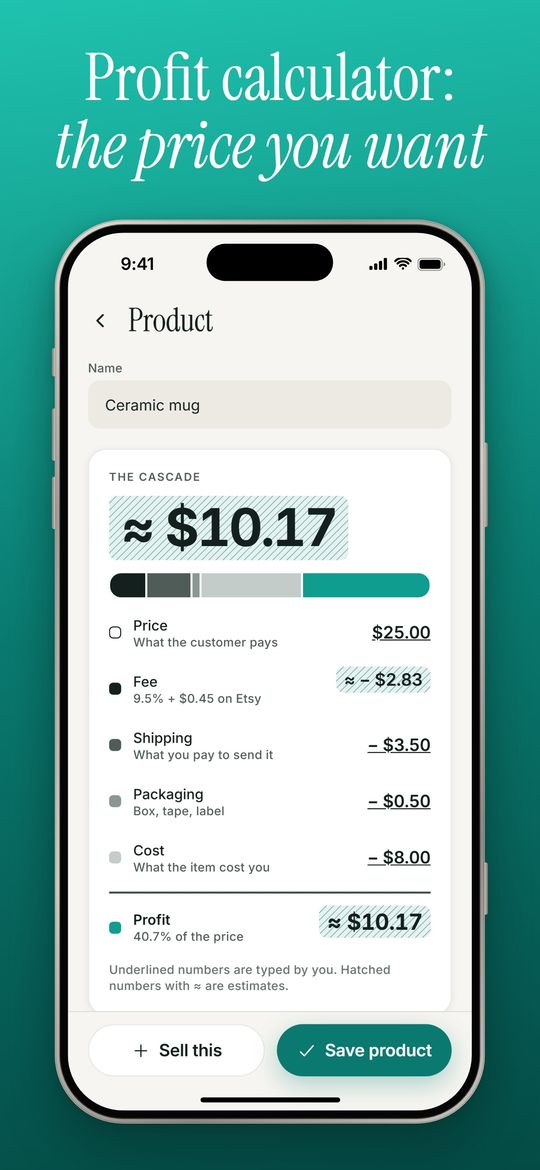 Profit calculator:
the price you want
9:41
Product
Name
Ceramic mug
THE CASCADE
≈ $10.17
Price
What the customer pays
$25.00
Fee
9.5% + $0.45 on Etsy
≈ – $2.83
Shipping
What you pay to send it
– $3.50
Packaging
Box, tape, label
– $0.50
Cost
What the item cost you
– $8.00
Profit
40.7% of the price
≈ $10.17
Underlined numbers are typed by you. Hatched
numbers with ≈ are estimates.
Sell this
Save product